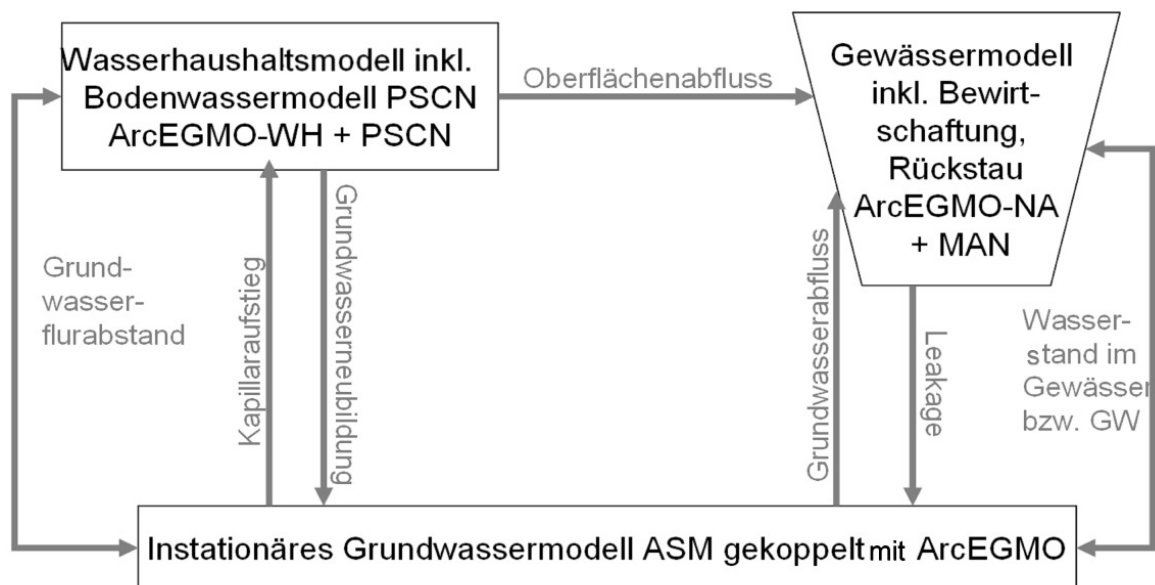 Wasserhaushaltsmodell inkl.
Bodenwassermodell PSCN
ArcEGMO-WH + PSCN
Oberflächenabfluss
Gewässermodell
inkl. Bewirt-
schaftung,
Rückstau
ArcEGMO-NA
+ MAN
Grund-
wasser-
flurabstand
Kapillaraufstieg
Grundwasserneubildung
Grundwasserabfluss
Leakage
Wasser-
stand im
Gewässer
bzw. GW
Instationäres Grundwassermodell ASM gekoppelt mit ArcEGMO